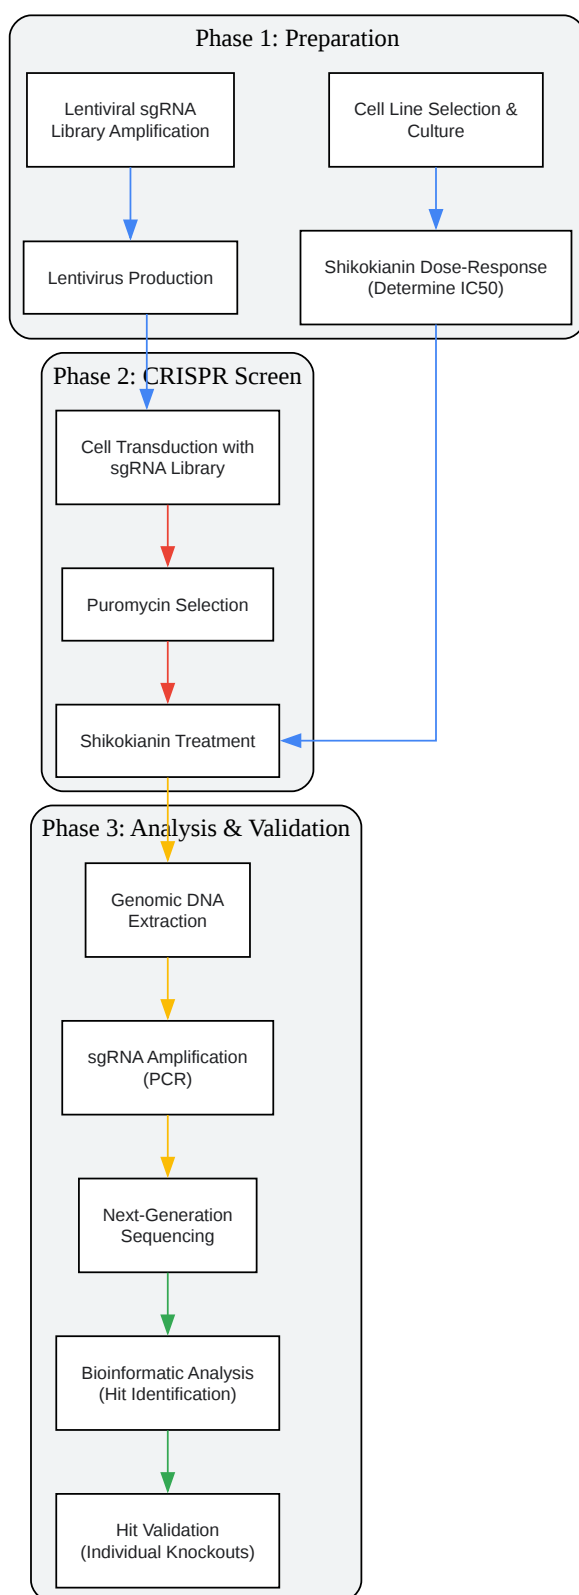 Phase 1: Preparation
Lentiviral sgRNA
Library Amplification
Cell Line Selection &
Culture
Lentivirus Production
Shikokianin Dose-Response
(Determine IC50)
Phase 2: CRISPR Screen
Cell Transduction with
sgRNA Library
Puromycin Selection
Shikokianin Treatment
Phase 3: Analysis & Validation
Genomic DNA
Extraction
sgRNA Amplification
(PCR)
Next-Generation
Sequencing
Bioinformatic Analysis
(Hit Identification)
Hit Validation
(Individual Knockouts)